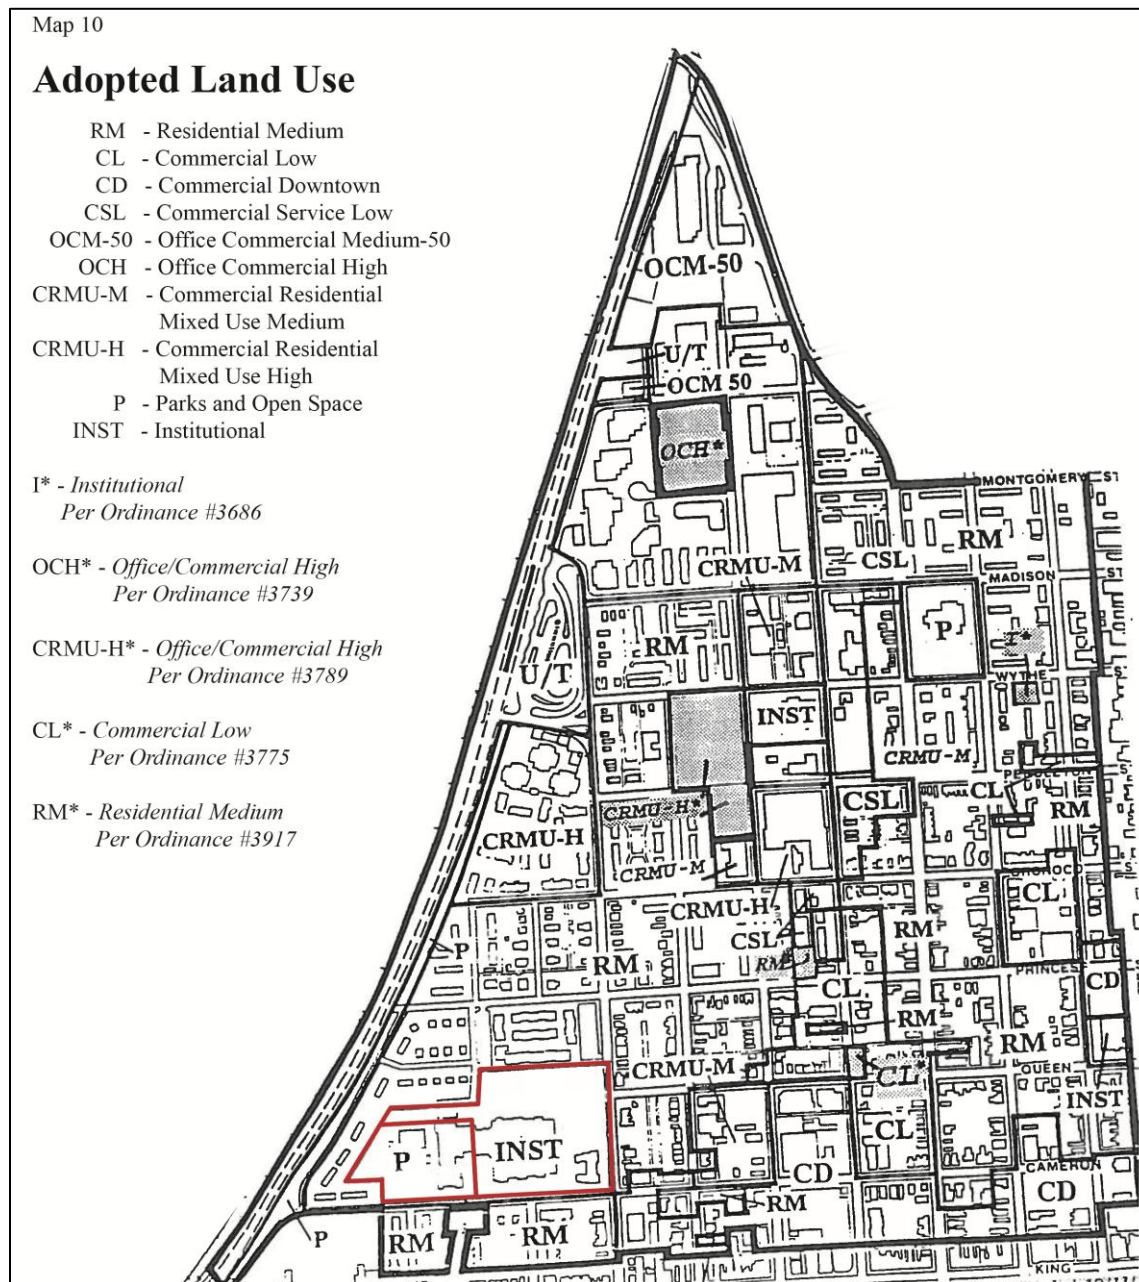 Map 10
Adopted Land Use
RM - Residential Medium
CL - Commercial Low
CD - Commercial Downtown
CSL - Commercial Service Low
OCM-50 - Office Commercial Medium-50
OCH - Office Commercial High
CRMU-M - Commercial Residential
Mixed Use Medium
CRMU-H - Commercial Residential
Mixed Use High
P - Parks and Open Space
INST - Institutional
I* - Institutional
Per Ordinance #3686
OCH* - Office/Commercial High
Per Ordinance #3739
CRMU-H* - Office/Commercial High
Per Ordinance #3789
CL* - Commercial Low
Per Ordinance #3775
RM* - Residential Medium
Per Ordinance #3917
OCM-50
U/T
OCM 50
OCH*
MONTGOMERY ST
CSL
RM
CRMU-M
MADISON ST
RM
P
I*
U/T
WYTHE
INST
CRMU-M
CL
CSL
RM
CRMU-H*
CRMU-H
CRMU-M
CL
CRMU-H
CSL
RM
P
RM
RM
PRINCESS
CD
CL
RM
RM
CRMU-M
CL*
QUEEN
INST
P
INST
CL
CD
CAMERON
CD
RM
P
RM
RM
KING